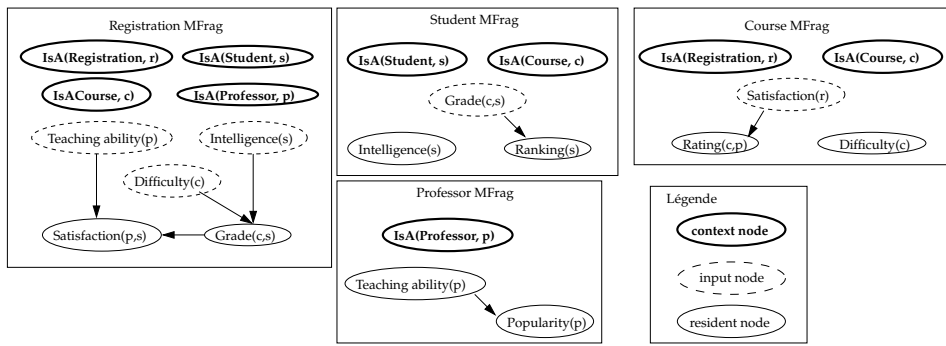 Registration MFrag
IsA(Registration, r)
IsA(Student, s)
IsACourse, c)
IsA(Professor, p)
Teaching ability(p)
Intelligence(s)
Difficulty(c)
Satisfaction(p,s)
Grade(c,s)
Student MFrag
IsA(Student, s)
IsA(Course, c)
Grade(c,s)
Intelligence(s)
Ranking(s)
Professor MFrag
IsA(Professor, p)
Teaching ability(p)
Popularity(p)
Course MFrag
IsA(Registration, r)
IsA(Course, c)
Satisfaction(r)
Rating(c,p)
Difficulty(c)
Légende
context node
input node
resident node